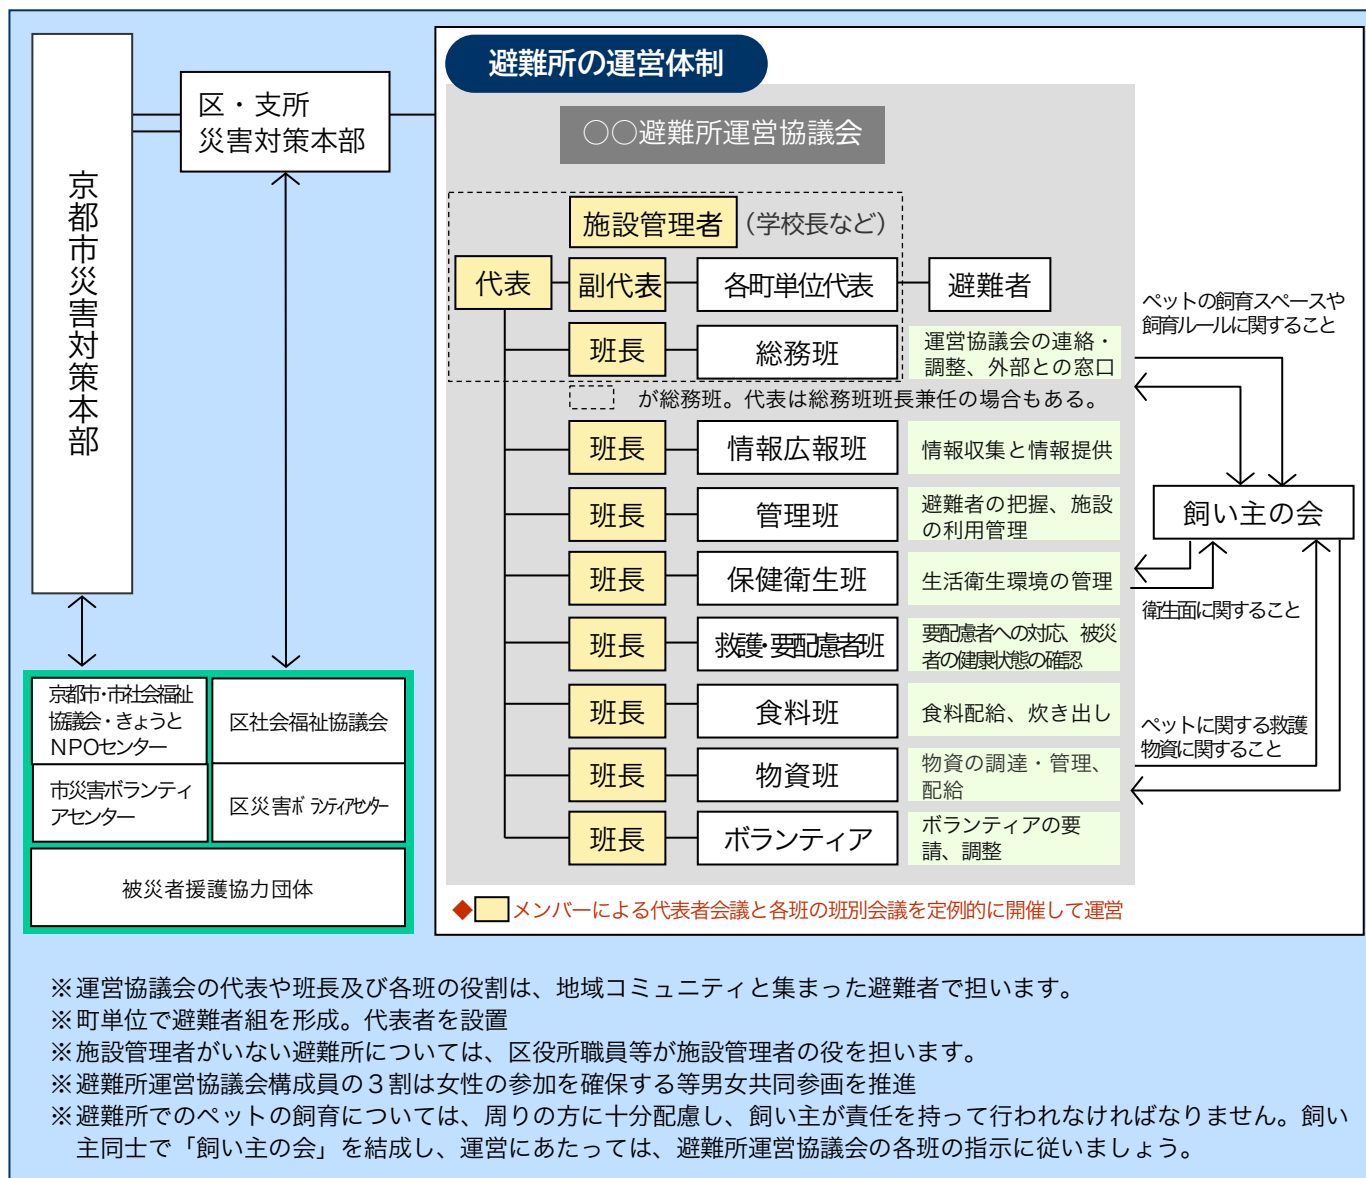 京都市災害対策本部
区・支所
災害対策本部
避難所の運営体制
○○避難所運営協議会
施設管理者
(学校長など)
代表
副代表
各町単位代表
避難者
班長
総務班
運営協議会の連絡・
調整、外部との窓口
が総務班。代表は総務班班長兼任の場合もある。
班長
情報広報班
情報収集と情報提供
班長
管理班
避難者の把握、施設
の利用管理
班長
保健衛生班
生活衛生環境の管理
班長
救護・要配慮者班
要配慮者への対応、被災
者の健康状態の確認
班長
食料班
食料配給、炊き出し
班長
物資班
物資の調達・管理、
配給
班長
ボランティア
ボランティアの要
請、調整
◆メンバーによる代表者会議と各班の班別会議を定例的に開催して運営
ペットの飼育スペースや
飼育ルールに関すること
飼い主の会
衛生面に関すること
ペットに関する救護
物資に関すること
京都市・市社会福祉
協議会・きょうと
NPOセンター
区社会福祉協議会
市災害ボランティ
アセンター
区災害ボランティアセンター
被災者援護協力団体
※運営協議会の代表や班長及び各班の役割は、地域コミュニティと集まった避難者で担います。
※町単位で避難者組を形成。代表者を設置
※施設管理者がいない避難所については、区役所職員等が施設管理者の役を担います。
※避難所運営協議会構成員の3割は女性の参加を確保する等男女共同参画を推進
※避難所でのペットの飼育については、周りの方に十分配慮し、飼い主が責任を持って行われなければなりません。飼い
主同士で「飼い主の会」を結成し、運営にあたっては、避難所運営協議会の各班の指示に従いましょう。